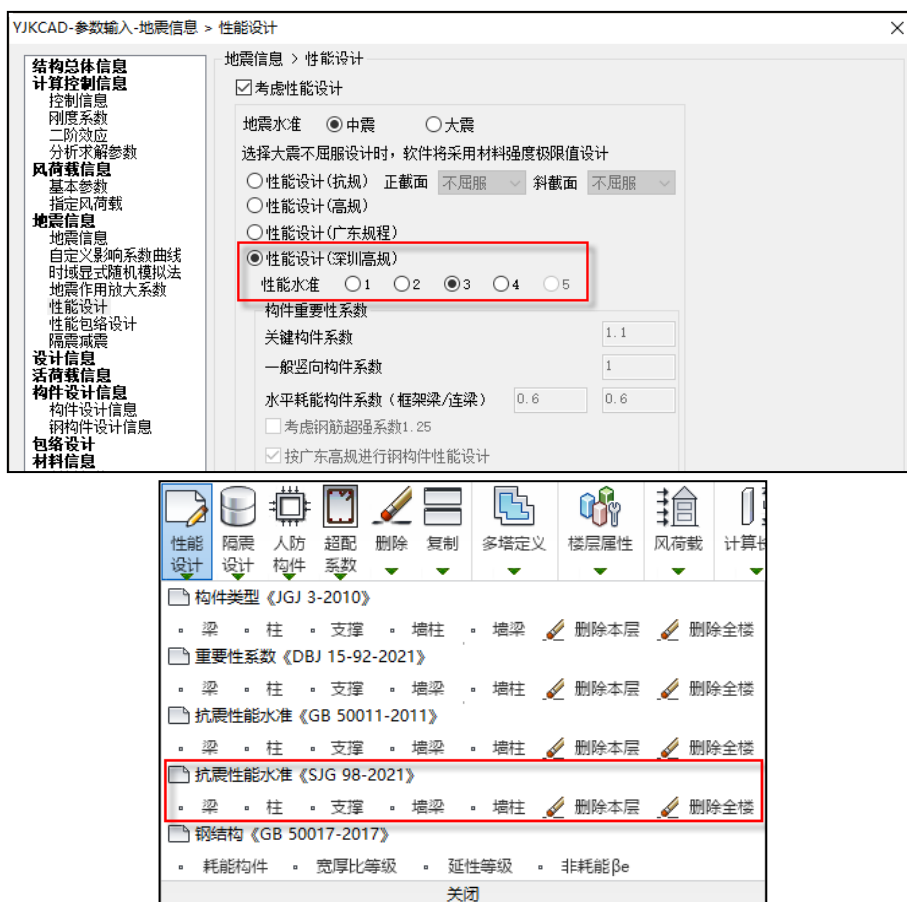 YJKCAD-参数输入-地震信息 > 性能设计
结构总体信息
计算控制信息
控制信息
刚度系数
二阶效应
分析求解参数
风荷载信息
基本参数
指定风荷载
地震信息
地震信息
自定义影响系数曲线
时域显式随机模拟法
地震作用放大系数
性能设计
性能包络设计
隔震减震
设计信息
活荷载信息
构件设计信息
构件设计信息
钢构件设计信息
包络设计
材料信息
地震信息 > 性能设计
考虑性能设计
地震水准 中震 大震
选择大震不屈服设计时，软件将采用材料强度极限值设计
性能设计(抗规) 正截面 不屈服 斜截面 不屈服
性能设计(高规)
性能设计(广东规程)
性能设计(深圳高规)
性能水准 1 2 3 4 5
构件重要性系数
关键构件系数 1.1
一般竖向构件系数 1
水平耗能构件系数（框架梁/连梁） 0.6 0.6
考虑钢筋超强系数1.25
按广东高规进行钢构件性能设计
性能设计 隔震设计 人防构件 超配系数 删除 复制 多塔定义 楼层属性 风荷载 计算
构件类型《JGJ 3-2010》
梁 柱 支撑 墙柱 墙梁 删除本层 删除全楼
重要性系数《DBJ 15-92-2021》
梁 柱 支撑 墙梁 墙柱 删除本层 删除全楼
抗震性能水准《GB 50011-2011》
梁 柱 支撑 墙梁 墙柱 删除本层 删除全楼
抗震性能水准《SJG 98-2021》
梁 柱 支撑 墙梁 墙柱 删除本层 删除全楼
钢结构《GB 50017-2017》
耗能构件 宽厚比等级 延性等级 非耗能βe
关闭